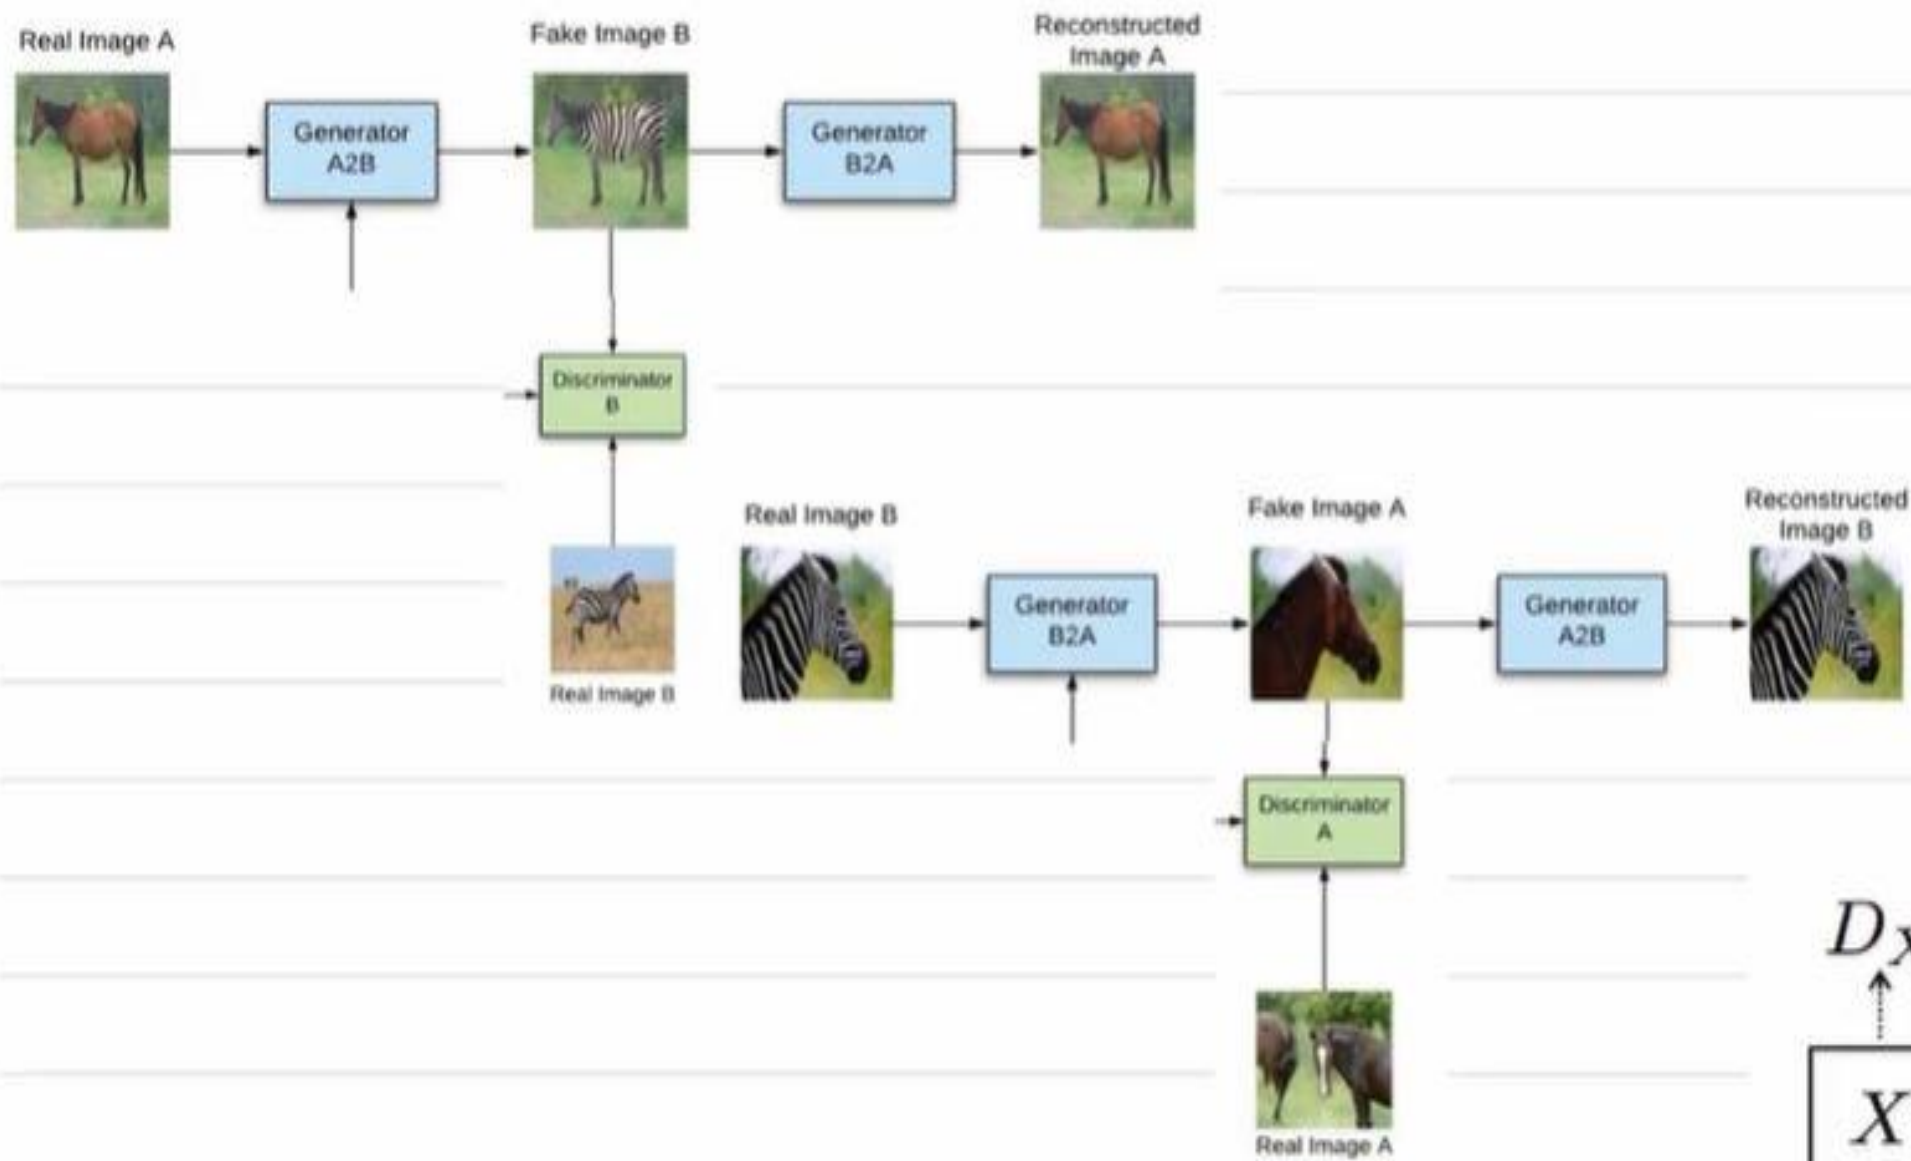 Real Image A
Fake Image B
Reconstructed
Image A
Generator
A2B
Generator
B2A
Discriminator
B
Real Image B
Real Image B
Fake Image A
Reconstructed
Image B
Generator
B2A
Generator
A2B
Discriminator
A
Real Image A
D
X